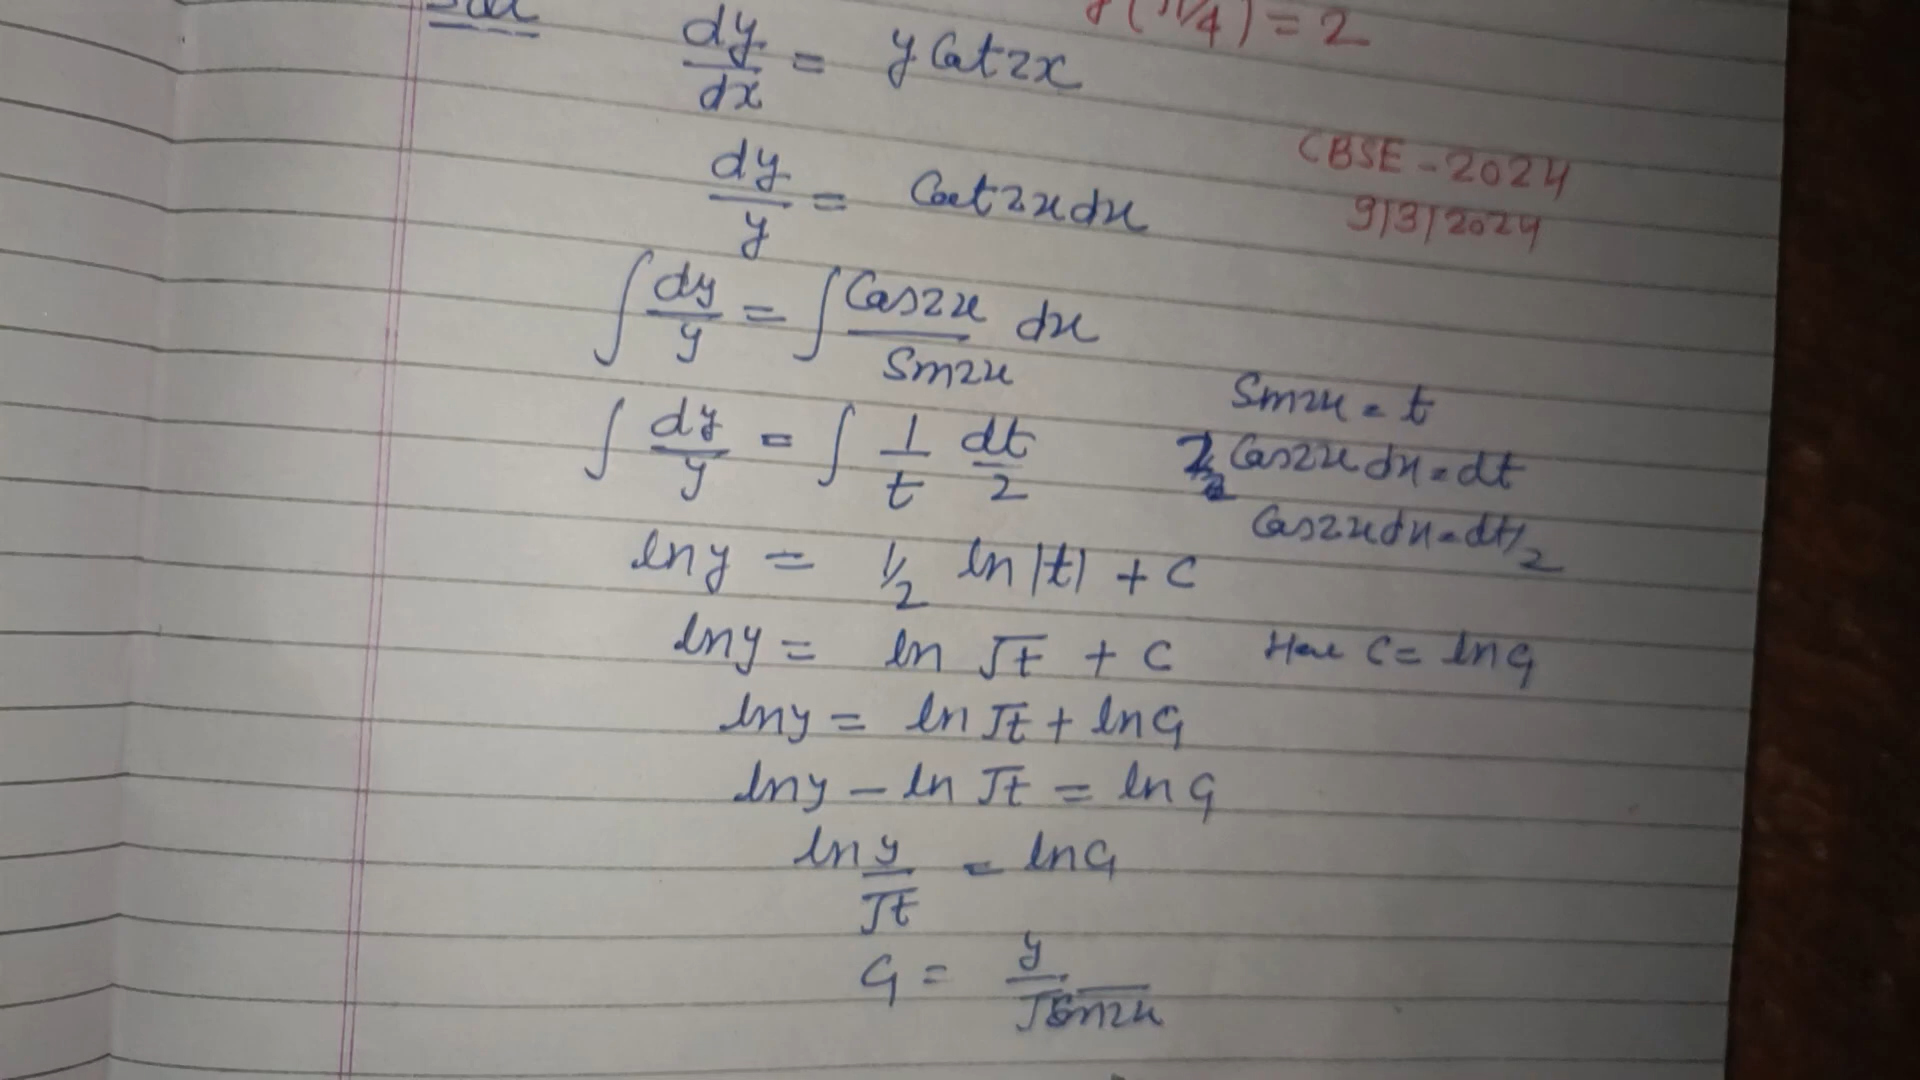 y(π/4) = 2
dy/dx = y Cot2x
CBSE - 2024
dy/y = Cot2x dx
9/3/2024
∫ dy/y = ∫ Cos2x/Sin2x dx
Sin2x = t
∫ dy/y = ∫ 1/t dt/2
2 Cos2x dx = dt
Cos2x dx = dt/2
ln y = 1/2 ln|t| + C
ln y = ln √t + C Here C = ln C₁
ln y = ln √t + ln C₁
ln y - ln √t = ln C₁
ln y/√t = ln C₁
C₁ = y/√Sin2x